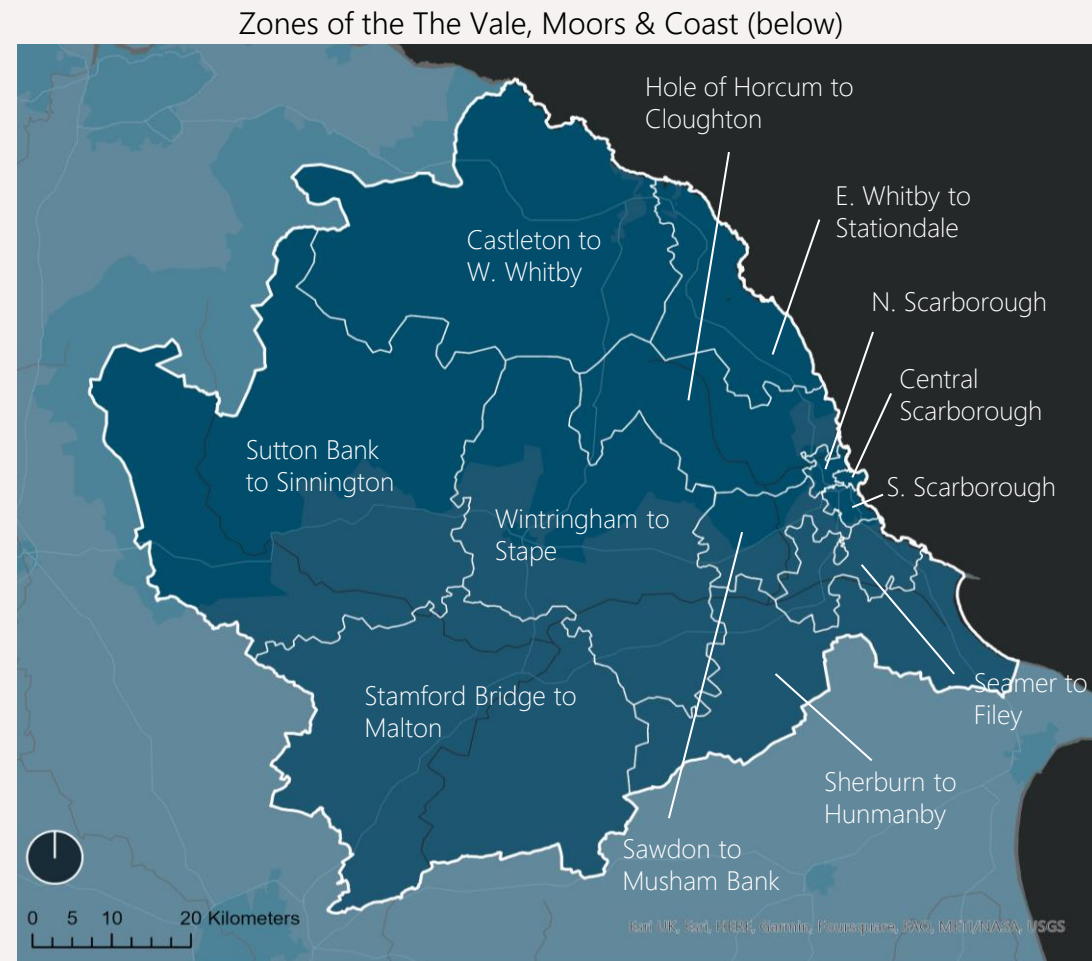 Zones of the The Vale, Moors & Coast (below)
Hole of Horcum to
Cloughton
E. Whitby to
Stationdale
Castleton to
W. Whitby
N. Scarborough
Central
Scarborough
Sutton Bank
to Sinnington
S. Scarborough
Wintringham to
Stape
Stamford Bridge to
Malton
Seamer to
Filey
Sherburn to
Hunmanby
Sawdon to
Musham Bank
0 5 10 20 Kilometers
Esri UK, Esri, HERE, Garmin, Foursquare, FAO, METI/NASA, USGS